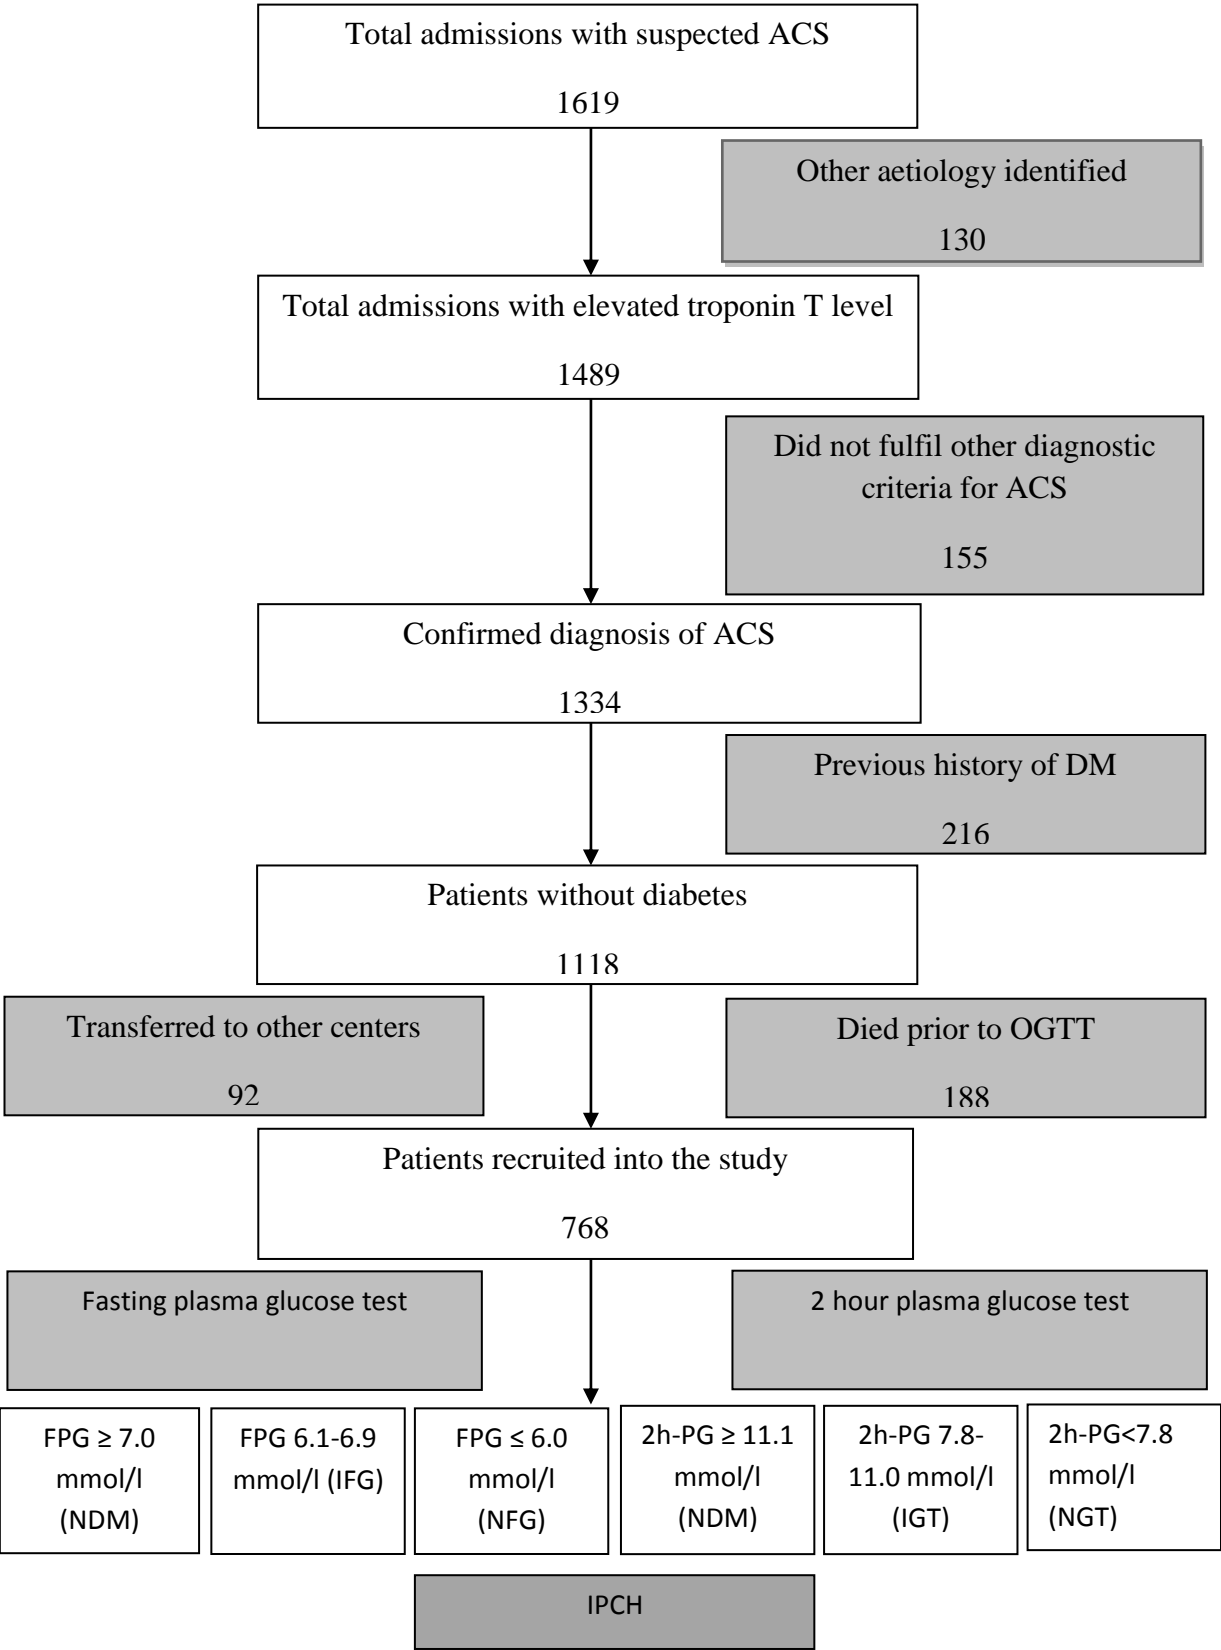 Total admissions with suspected ACS
1619
Other aetiology identified
130
Total admissions with elevated troponin T level
1489
Did not fulfil other diagnostic
criteria for ACS
155
Confirmed diagnosis of ACS
1334
Previous history of DM
216
Patients without diabetes
1118
Transferred to other centers
92
Died prior to OGTT
188
Patients recruited into the study
768
Fasting plasma glucose test
2 hour plasma glucose test
FPG ≥ 7.0
mmol/l
(NDM)
FPG 6.1-6.9
mmol/l (IFG)
FPG ≤ 6.0
mmol/l
(NFG)
2h-PG ≥ 11.1
mmol/l
(NDM)
2h-PG 7.8-
11.0 mmol/l
(IGT)
2h-PG<7.8
mmol/l
(NGT)
IPCH